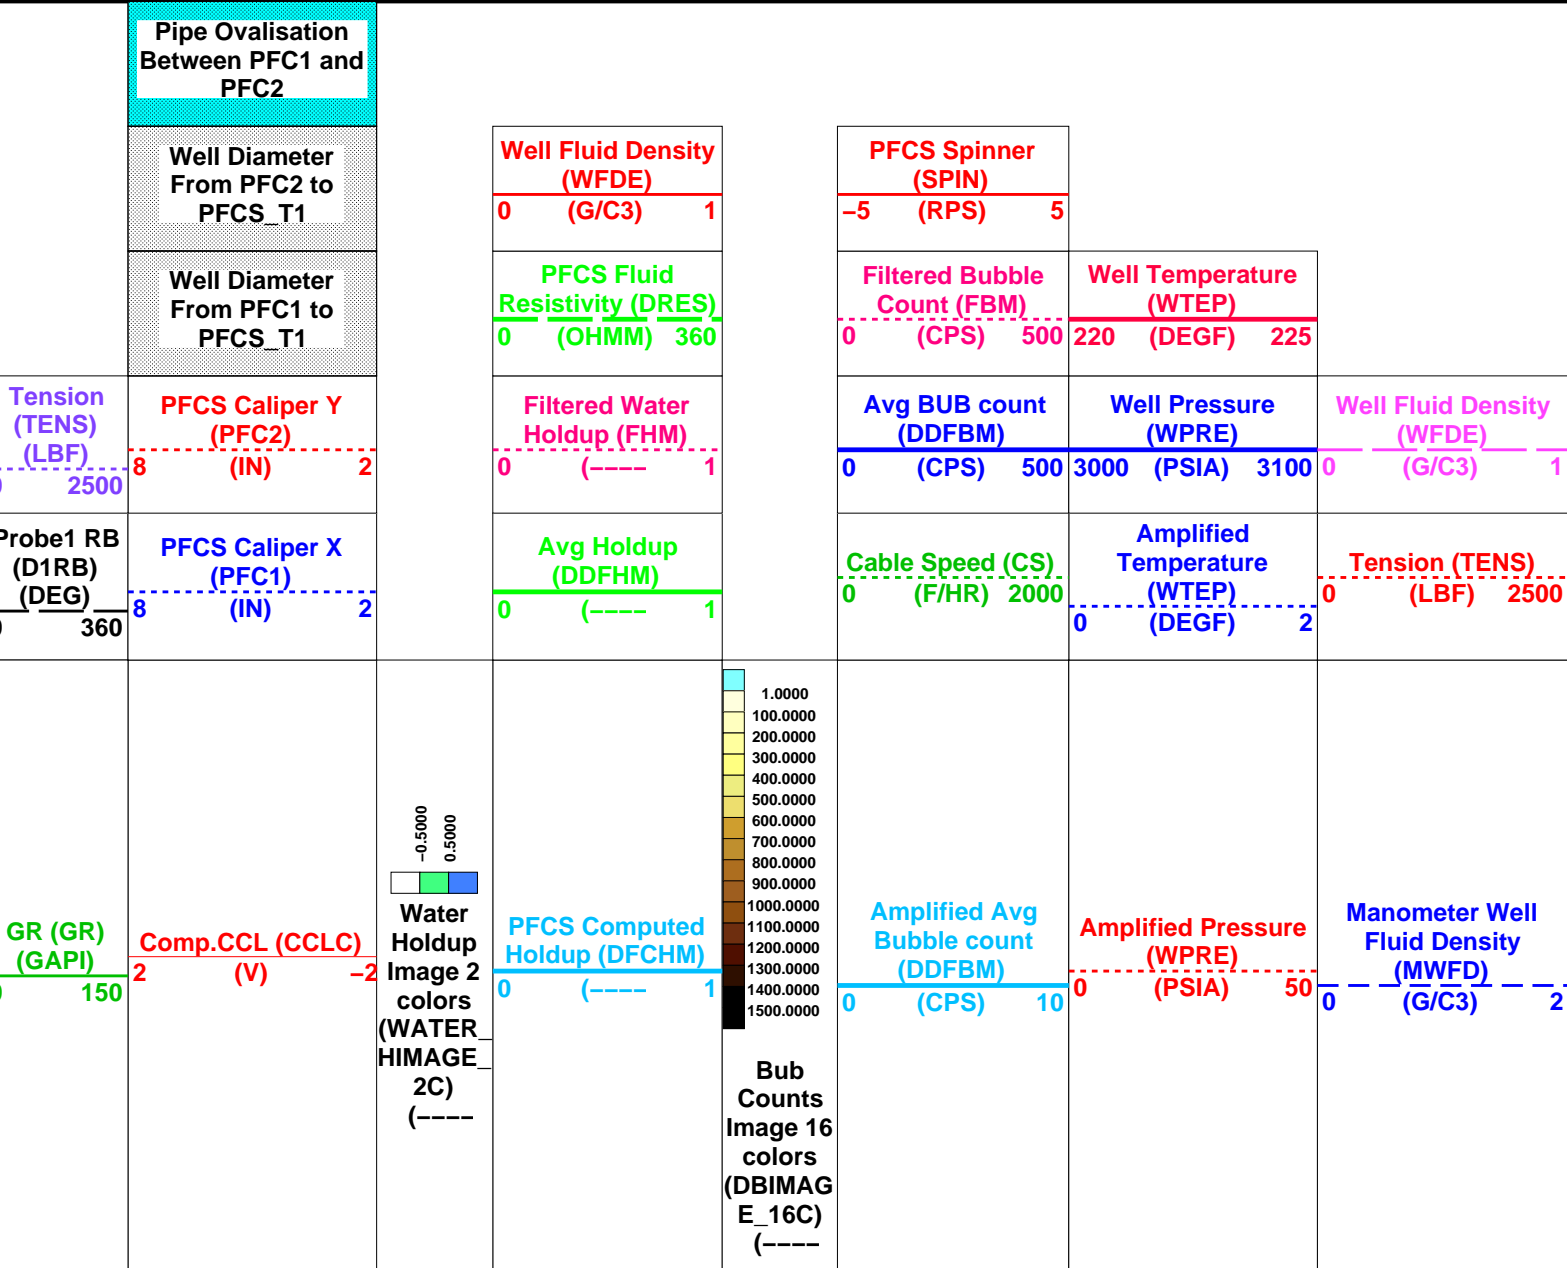 Pipe Ovalisation
Between PFC1 and
PFC2
Well Diameter
From PFC2 to
PFCS_T1
Well Diameter
From PFC1 to
PFCS_T1
Well Fluid Density
(WFDE)
0 (G/C3) 1
PFCS Spinner
(SPIN)
−5 (RPS) 5
PFCS Fluid
Resistivity (DRES)
0 (OHMM) 360
Filtered Bubble
Count (FBM)
0 (CPS) 500
Well Temperature
(WTEP)
220 (DEGF) 225
Tension
(TENS)
(LBF)
2500
PFCS Caliper Y
(PFC2)
8 (IN) 2
Filtered Water
Holdup (FHM)
0 (−−−− 1
Avg BUB count
(DDFBM)
0 (CPS) 500
Well Pressure
(WPRE)
3000 (PSIA) 3100
Well Fluid Density
(WFDE)
0 (G/C3) 1
Probe1 RB
(D1RB)
(DEG)
360
PFCS Caliper X
(PFC1)
8 (IN) 2
Avg Holdup
(DDFHM)
0 (−−−− 1
Cable Speed (CS)
0 (F/HR) 2000
Amplified
Temperature
(WTEP)
0 (DEGF) 2
Tension (TENS)
0 (LBF) 2500
GR (GR)
(GAPI)
150
Comp.CCL (CCLC)
2 (V) −2
−0.5000
0.5000
Water
Holdup
Image 2
colors
(WATER_
HIMAGE_
2C)
(−−−−
PFCS Computed
Holdup (DFCHM)
0 (−−−− 1
1.0000
100.0000
200.0000
300.0000
400.0000
500.0000
600.0000
700.0000
800.0000
900.0000
1000.0000
1100.0000
1200.0000
1300.0000
1400.0000
1500.0000
Bub
Counts
Image 16
colors
(DBIMAG
E_16C)
(−−−−
Amplified Avg
Bubble count
(DDFBM)
0 (CPS) 10
Amplified Pressure
(WPRE)
0 (PSIA) 50
Manometer Well
Fluid Density
(MWFD)
0 (G/C3) 2